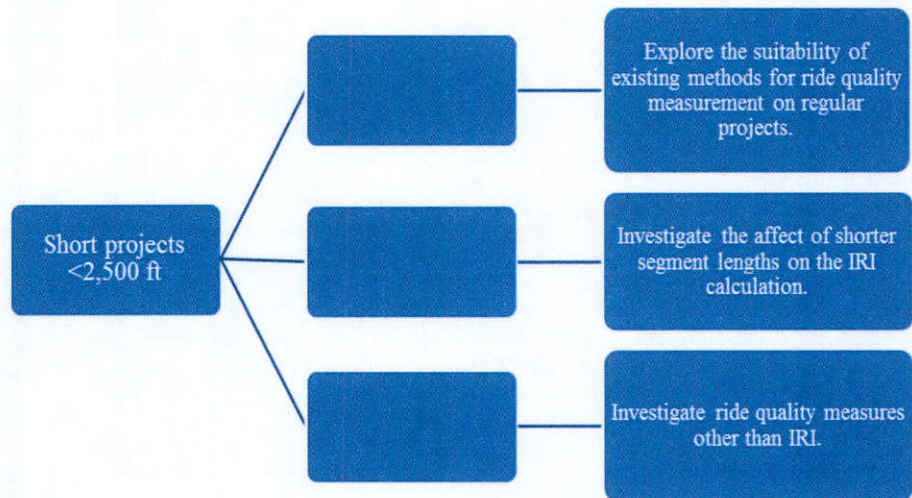 Explore the suitability of
existing methods for ride quality
measurement on regular
projects.
Short projects
<2,500 ft
Investigate the affect of shorter
segment lengths on the IRI
calculation.
Investigate ride quality measures
other than IRI.